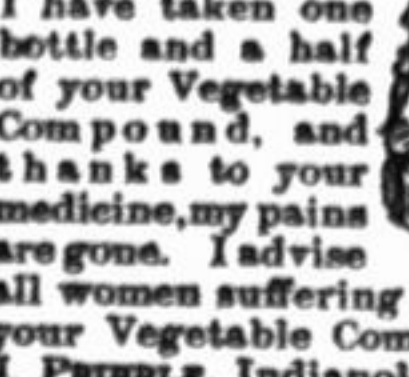 I have taken one
bottle and a half
of your Vegetable
Compound, and
thanks to your
medicine, my pains
are gone. I advise
all women suffering
your Vegetable Com
Indianol